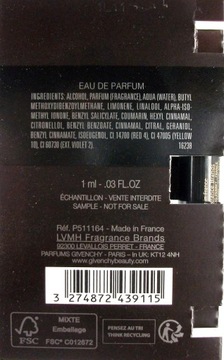 EAU DE PARFUM
INGREDIENTS: ALCOHOL, PARFUM (FRAGRANCE), AQUA (WATER), BUTYL
METHOXYDIBENZOYLMETHANE, LIMONENE, LINALOOL, ALPHA-ISO-
METHYL IONONE, BENZYL SALICYLATE, COUMARIN, HEXYL CINNAMAL,
CITRONELLOL, BENZYL BENZOATE, CINNAMAL, CITRAL, GERANIOL,
BENZYL CINNAMATE, ISOEUGENOL, CI 14700 (RED 4), CI 47005 (YELLOW
10), CI 60730 (EXT. VIOLET 2).
16238
1 ml - .03 FL.OZ
ÉCHANTILLON - VENTE INTERDITE
SAMPLE - NOT FOR SALE
Réf. P511164 - Made in France
LVMH Fragrance Brands
92300 LEVALLOIS PERRET - FRANCE
PARFUMS GIVENCHY - PARIS - In UK: KT12 4NH
www.givenchybeauty.com
3 274872 439115
FSC
MIXTE
Emballage
FSC® C012672
PENSEZ AU TRI
THINK RECYCLING